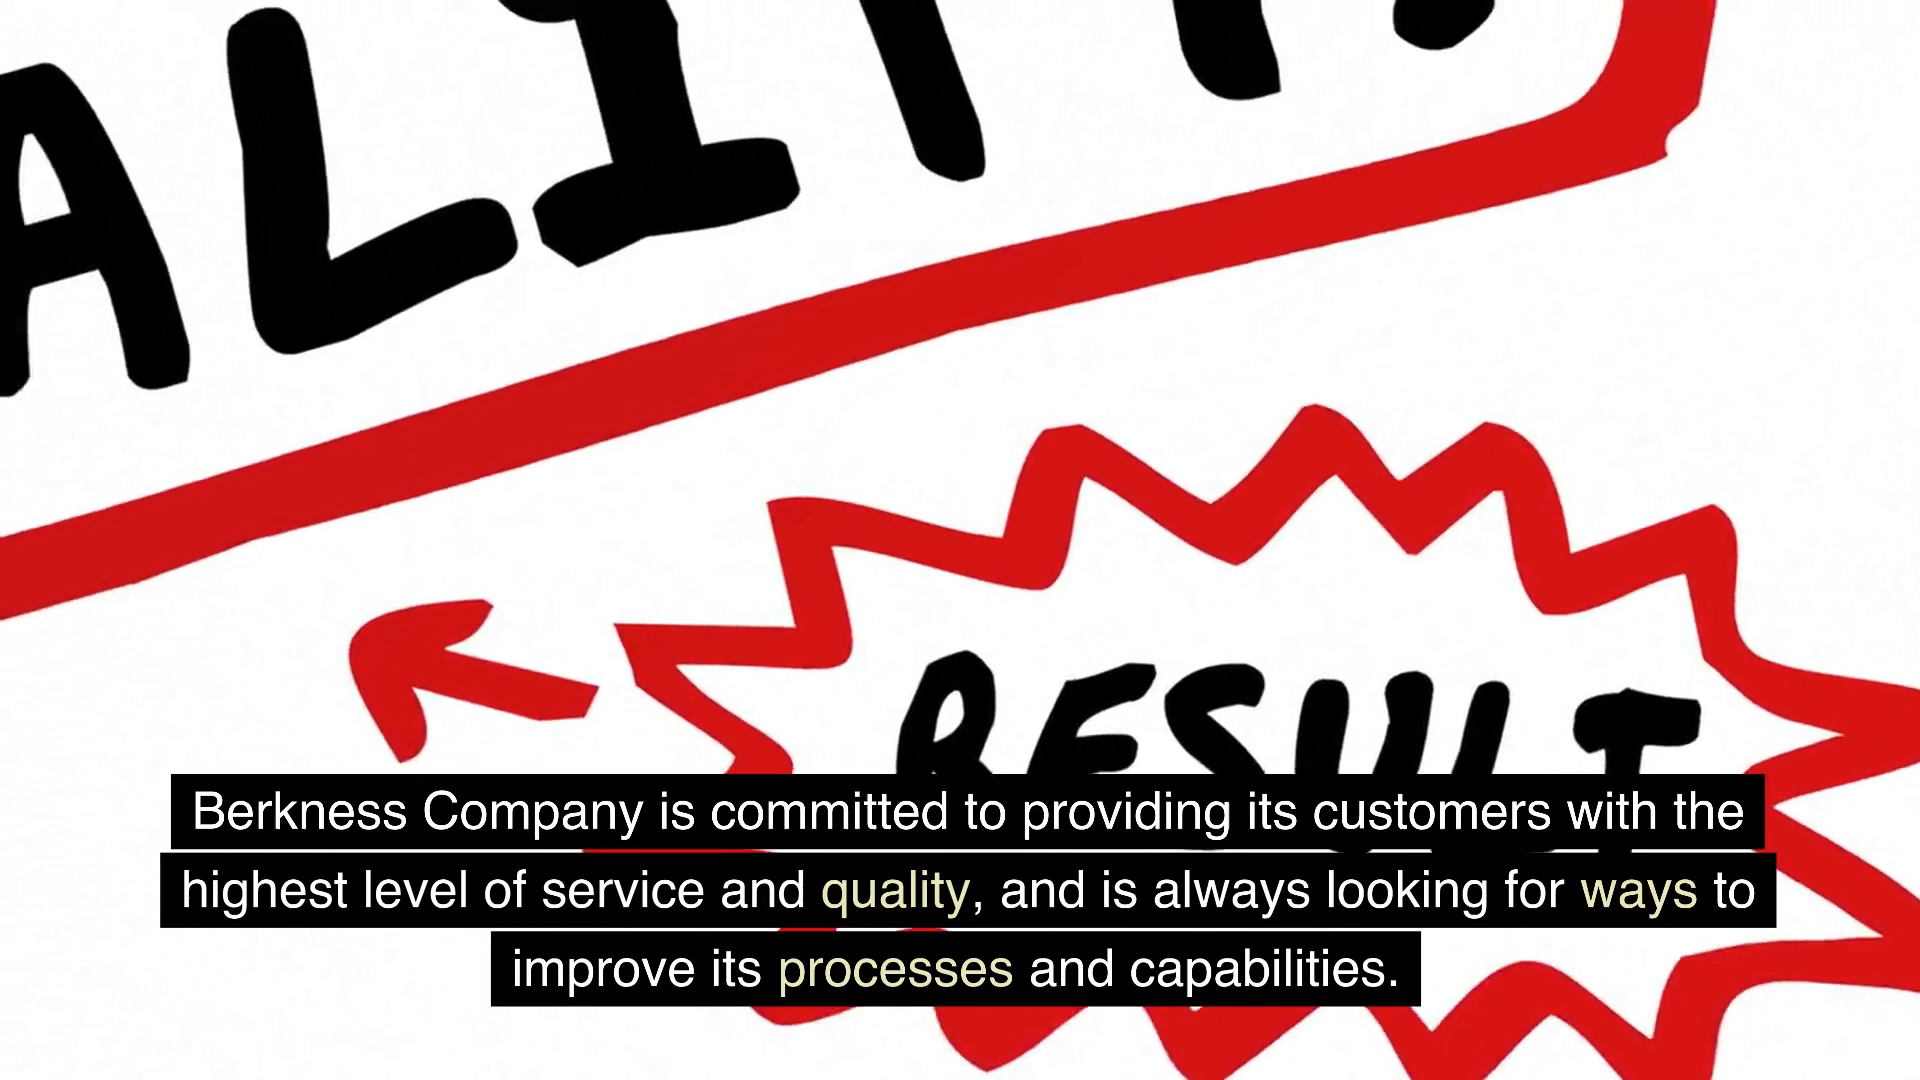 ALITY.
RESULT
Berkness Company is committed to providing its customers with the
highest level of service and quality, and is always looking for ways to
improve its processes and capabilities.